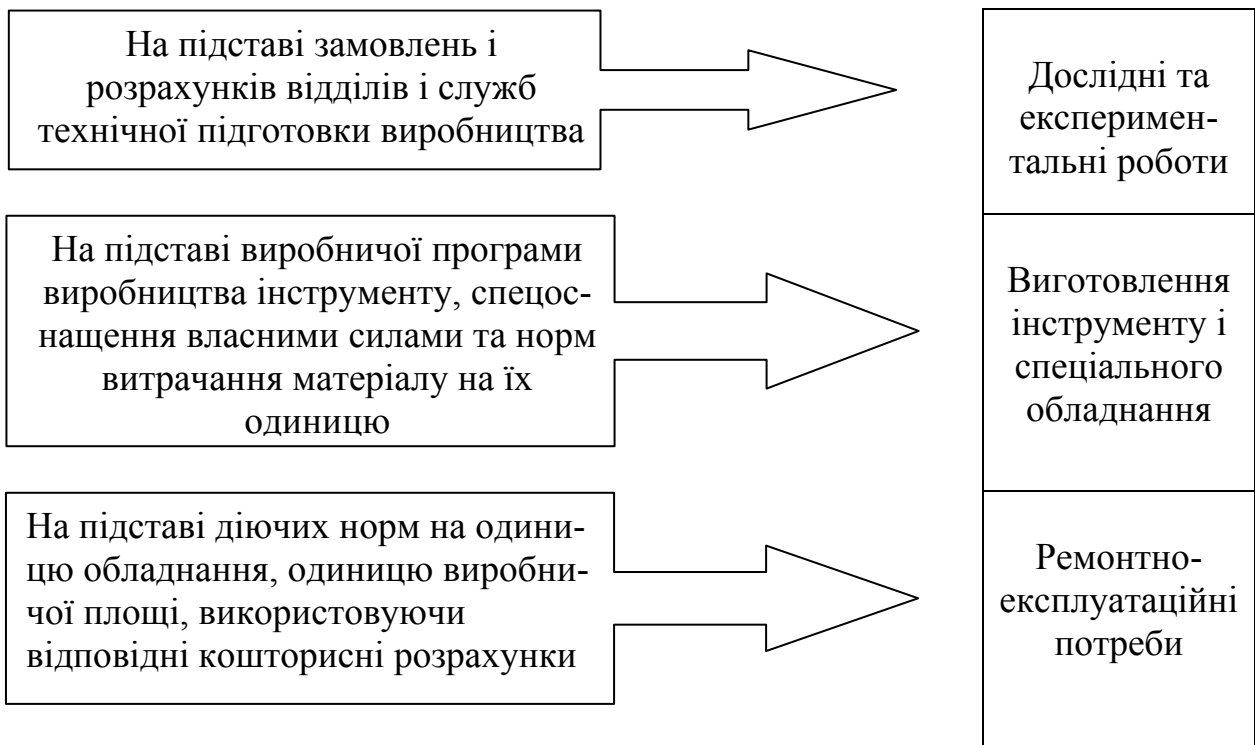 На підставі замовлень і
розрахунків відділів і служб
технічної підготовки виробництва
Дослідні та
експеримен-
тальні роботи
На підставі виробничої програми
виробництва інструменту, спецос-
нащення власними силами та норм
витрачання матеріалу на їх
одиницю
Виготовлення
інструменту і
спеціального
обладнання
На підставі діючих норм на одини-
цю обладнання, одиницю виробни-
чої площі, використовуючи
відповідні кошторисні розрахунки
Ремонтно-
експлуатаційні
потреби